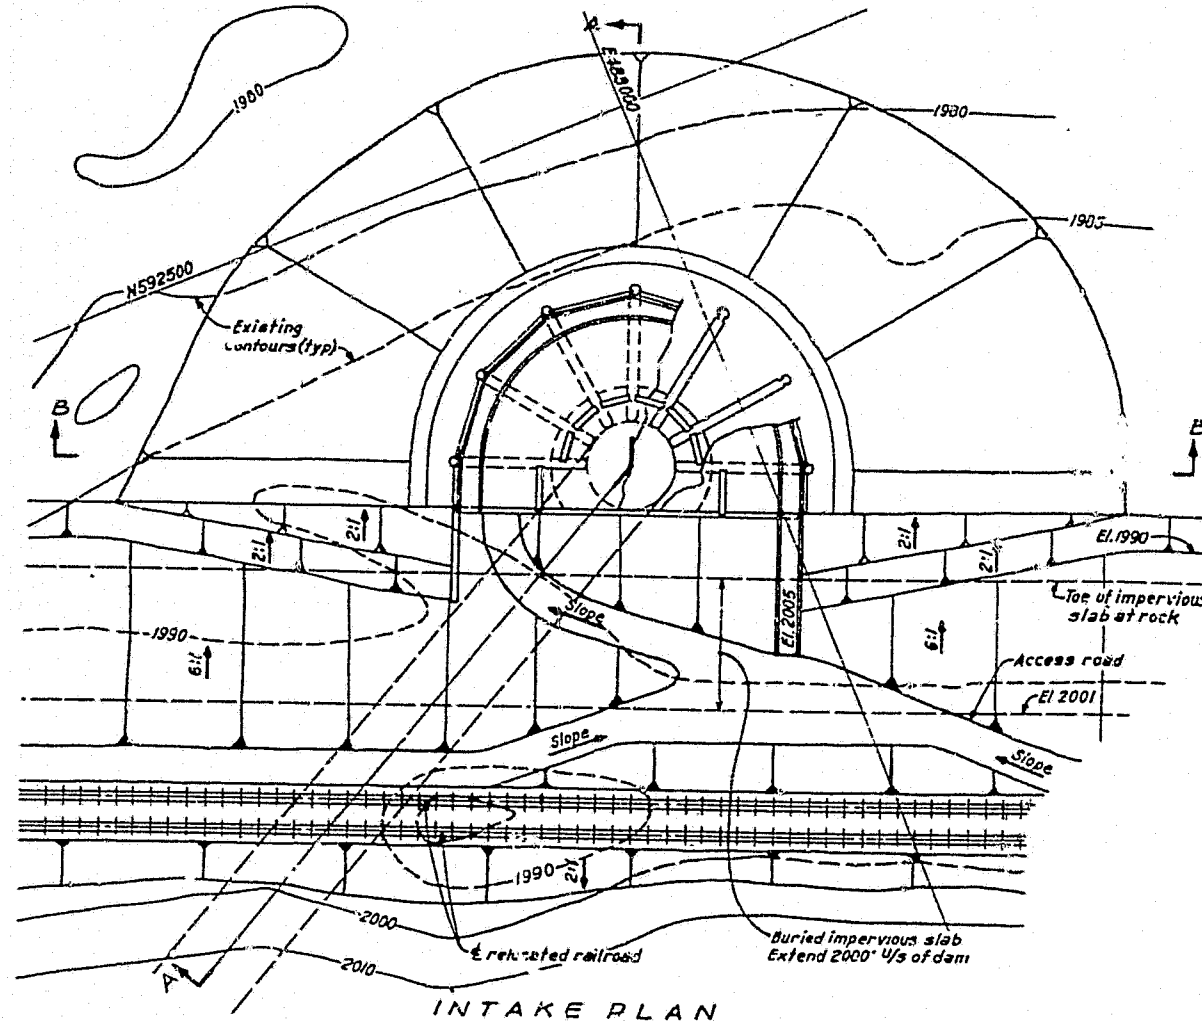 A
E483000
1980
1980
1985
N592500
Existing
contours (typ)
B
B
2:1
2:1
2:1
2:1
El. 1990
Toe of impervious
slab at rock
Slope
El. 2005
1990
6:1
6:1
Access road
El 2001
Slope
Slope
1990
2:1
2000
2010
℄ relocated railroad
Buried impervious slab
Extend 2000' u/s of dam
A
INTAKE PLAN